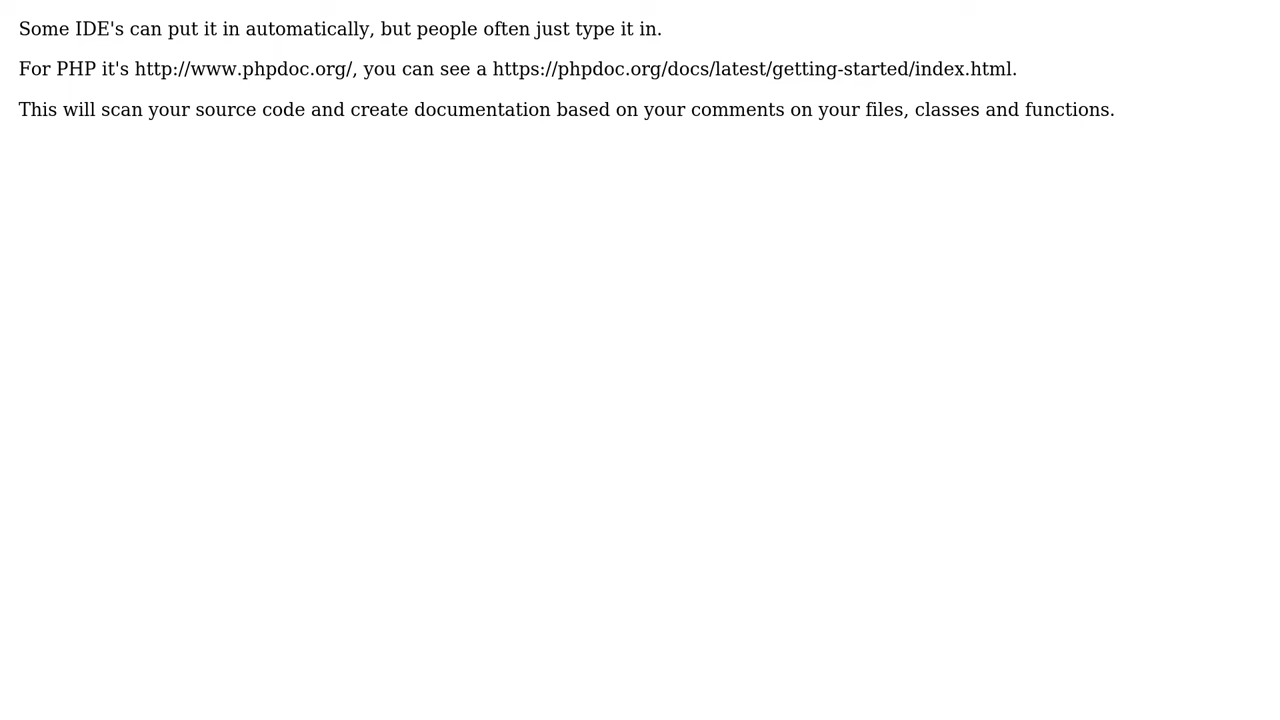 Some IDE's can put it in automatically, but people often just type it in.
For PHP it's http://www.phpdoc.org/, you can see a https://phpdoc.org/docs/latest/getting-started/index.html.
This will scan your source code and create documentation based on your comments on your files, classes and functions.